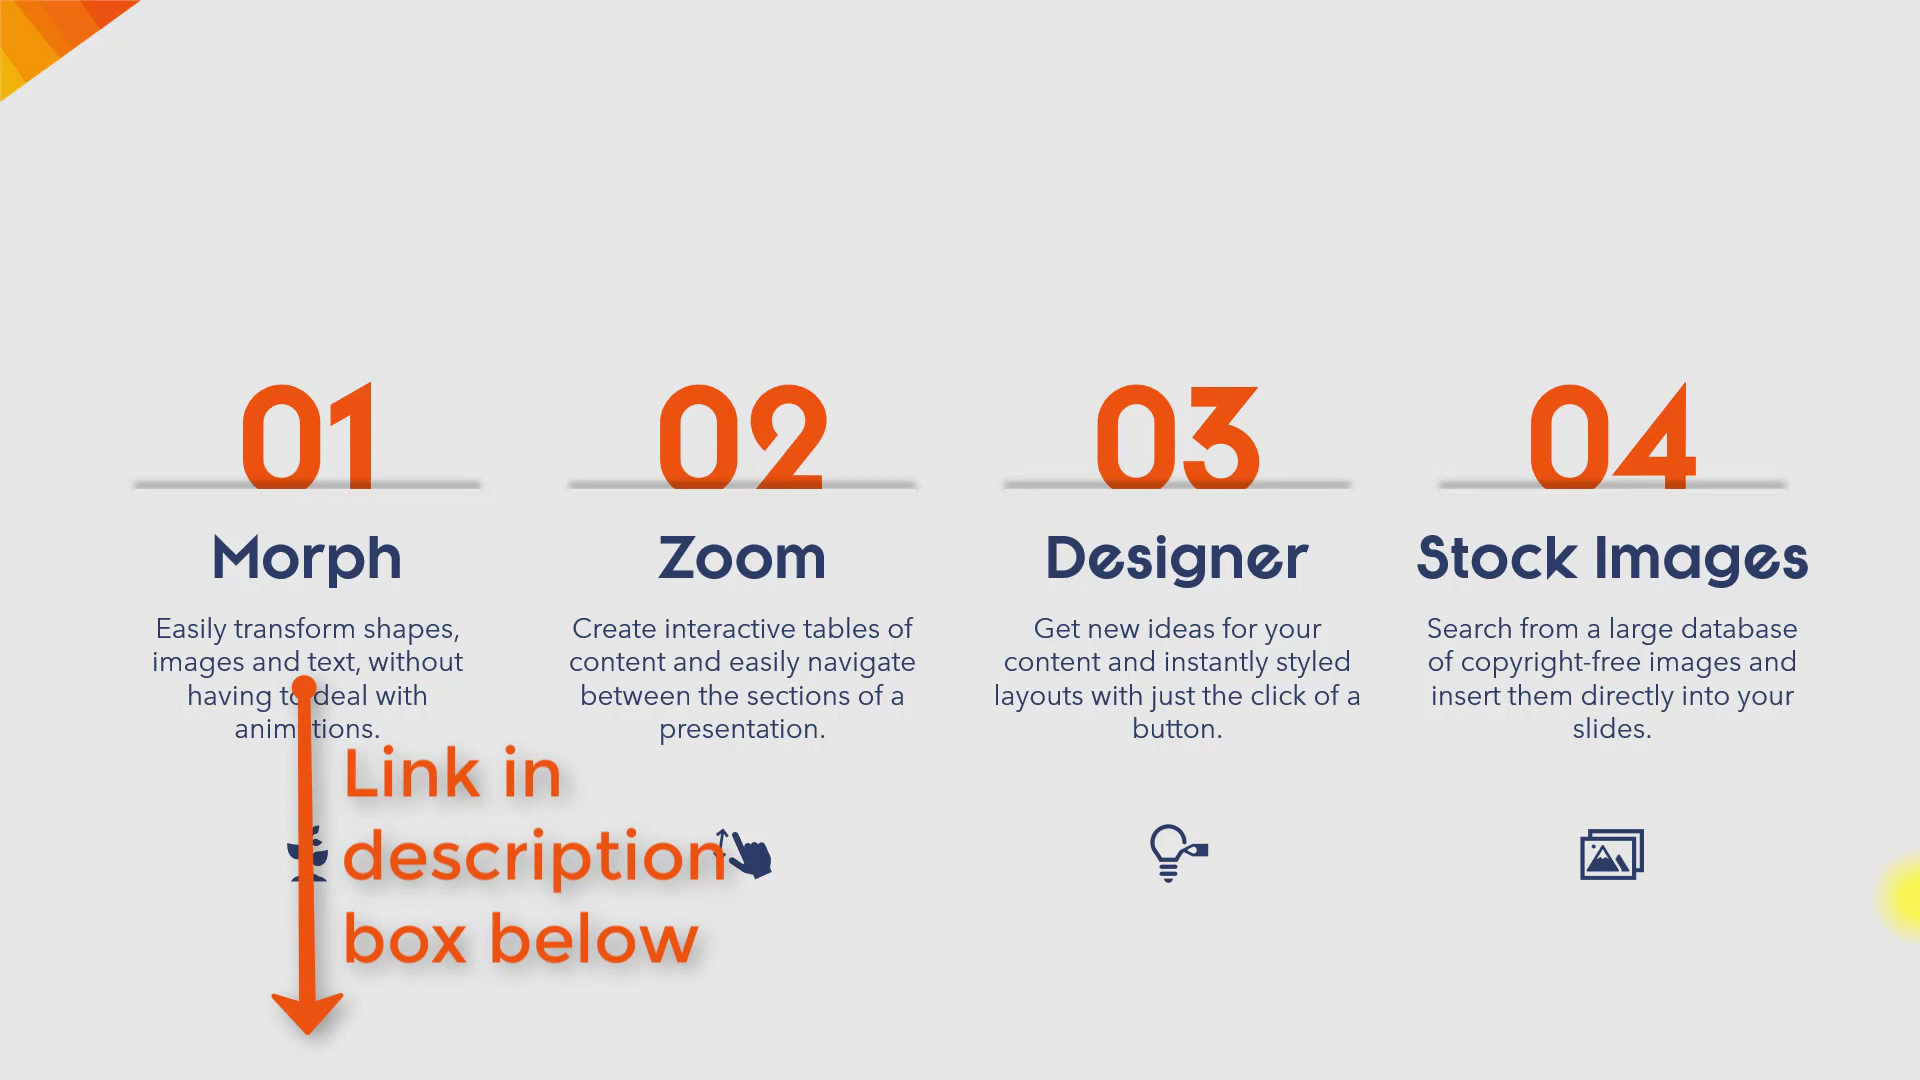 01
Morph
Easily transform shapes,
images and text, without
having to deal with
animations.
02
Zoom
Create interactive tables of
content and easily navigate
between the sections of a
presentation.
03
Designer
Get new ideas for your
content and instantly styled
layouts with just the click of a
button.
04
Stock Images
Search from a large database
of copyright-free images and
insert them directly into your
slides.
Link in
description
box below